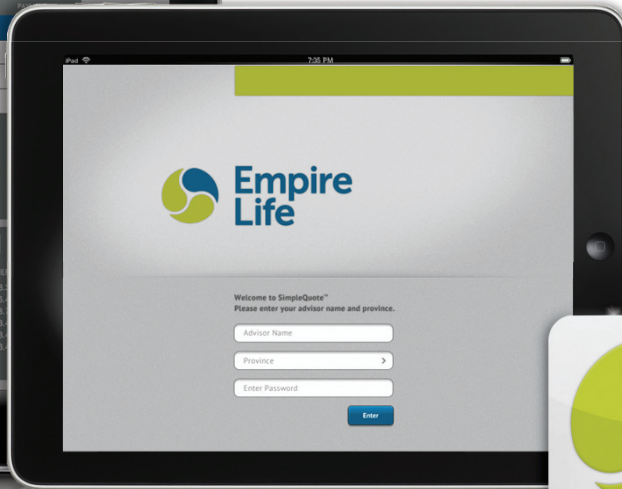 iPad
7:35 PM
Empire
Life
Welcome to SimpleQuote™
Please enter your advisor name and province.
Advisor Name
Province
Enter Password
Enter